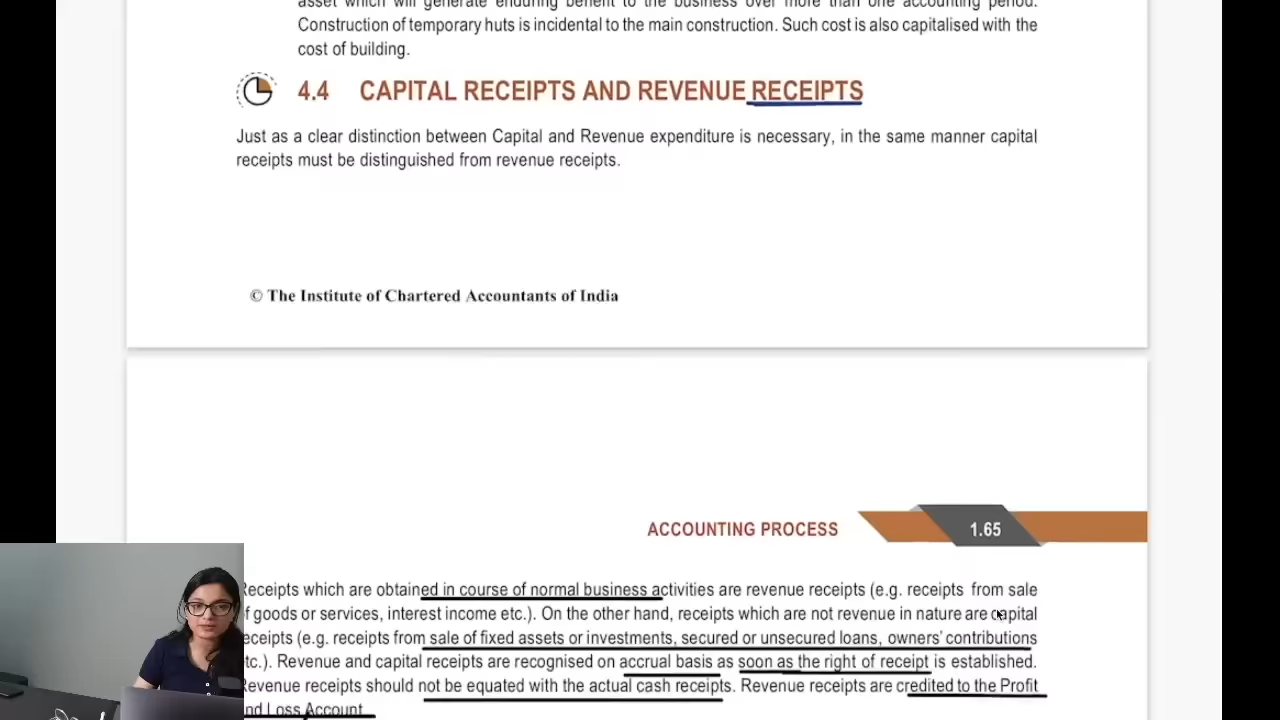 asset which will generate enduring benefit to the business over more than one accounting period.
Construction of temporary huts is incidental to the main construction. Such cost is also capitalised with the
cost of building.
4.4 CAPITAL RECEIPTS AND REVENUE RECEIPTS
Just as a clear distinction between Capital and Revenue expenditure is necessary, in the same manner capital
receipts must be distinguished from revenue receipts.
© The Institute of Chartered Accountants of India
ACCOUNTING PROCESS 1.65
Receipts which are obtained in course of normal business activities are revenue receipts (e.g. receipts from sale
of goods or services, interest income etc.). On the other hand, receipts which are not revenue in nature are capital
receipts (e.g. receipts from sale of fixed assets or investments, secured or unsecured loans, owners' contributions
etc.). Revenue and capital receipts are recognised on accrual basis as soon as the right of receipt is established.
Revenue receipts should not be equated with the actual cash receipts. Revenue receipts are credited to the Profit
and Loss Account